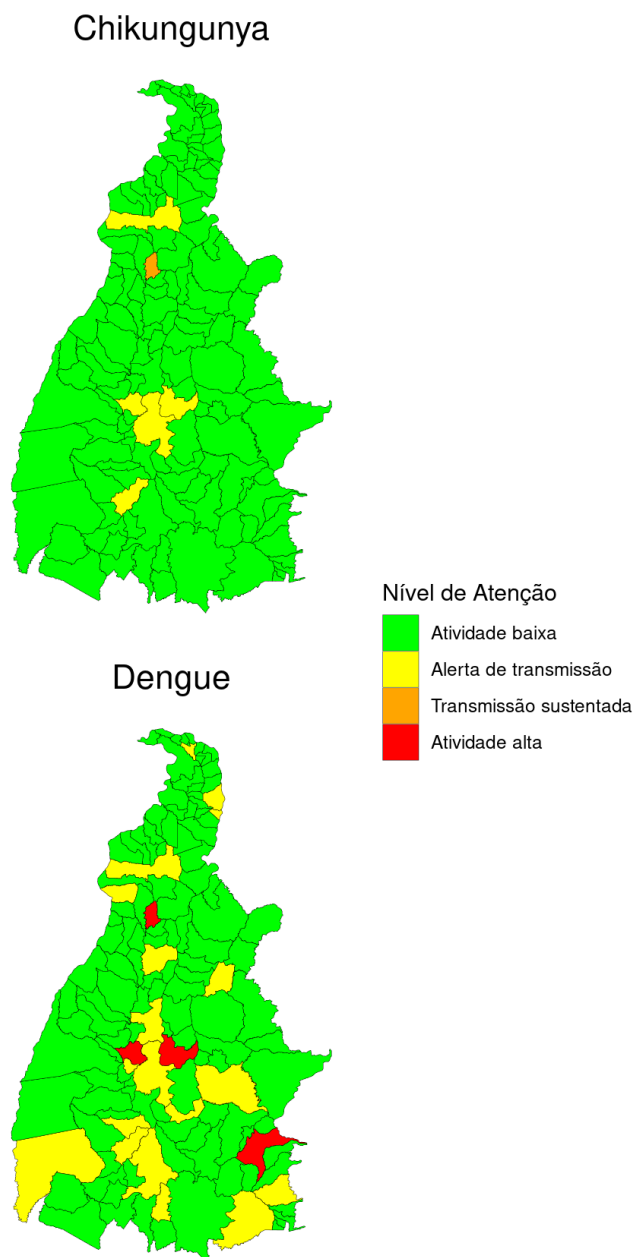 Chikungunya
Nível de Atenção
Atividade baixa
Alerta de transmissão
Transmissão sustentada
Atividade alta
Dengue